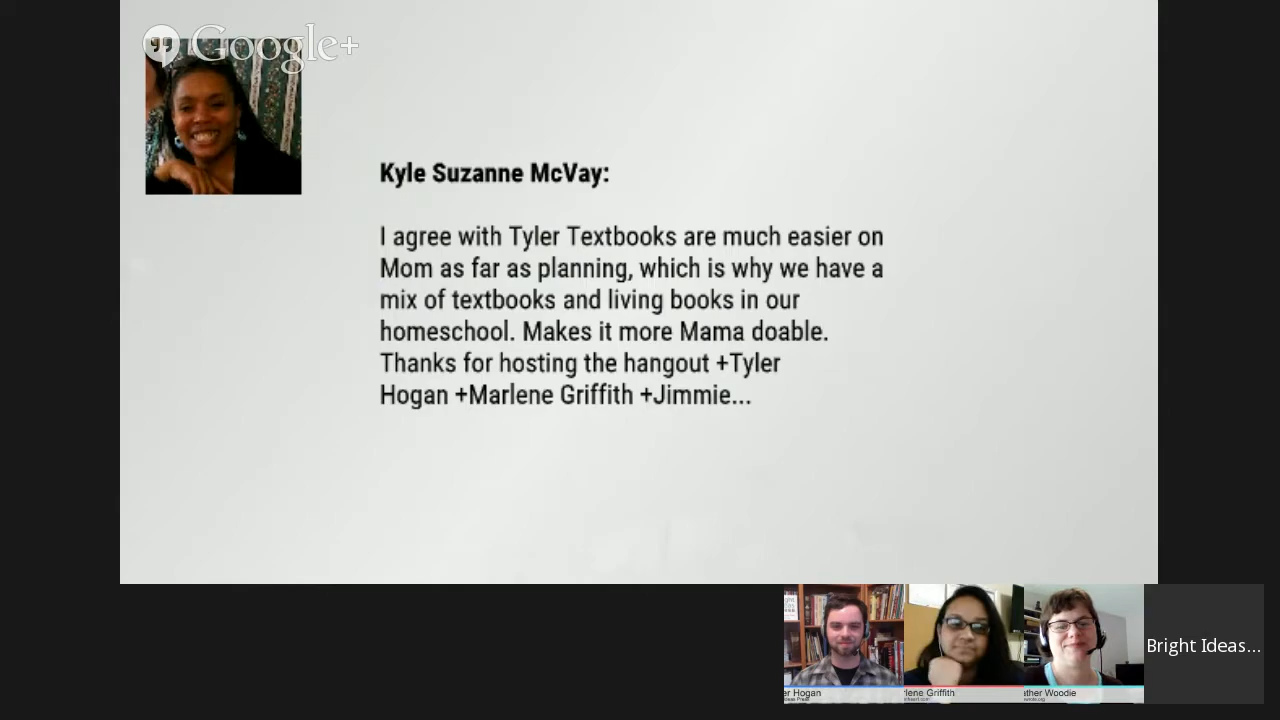 Google+
Kyle Suzanne McVay:
I agree with Tyler Textbooks are much easier on
Mom as far as planning, which is why we have a
mix of textbooks and living books in our
homeschool. Makes it more Mama doable.
Thanks for hosting the hangout +Tyler
Hogan +Marlene Griffith +Jimmie...
Bright Ideas...
er Hogan
rlene Griffith
ather Woodie